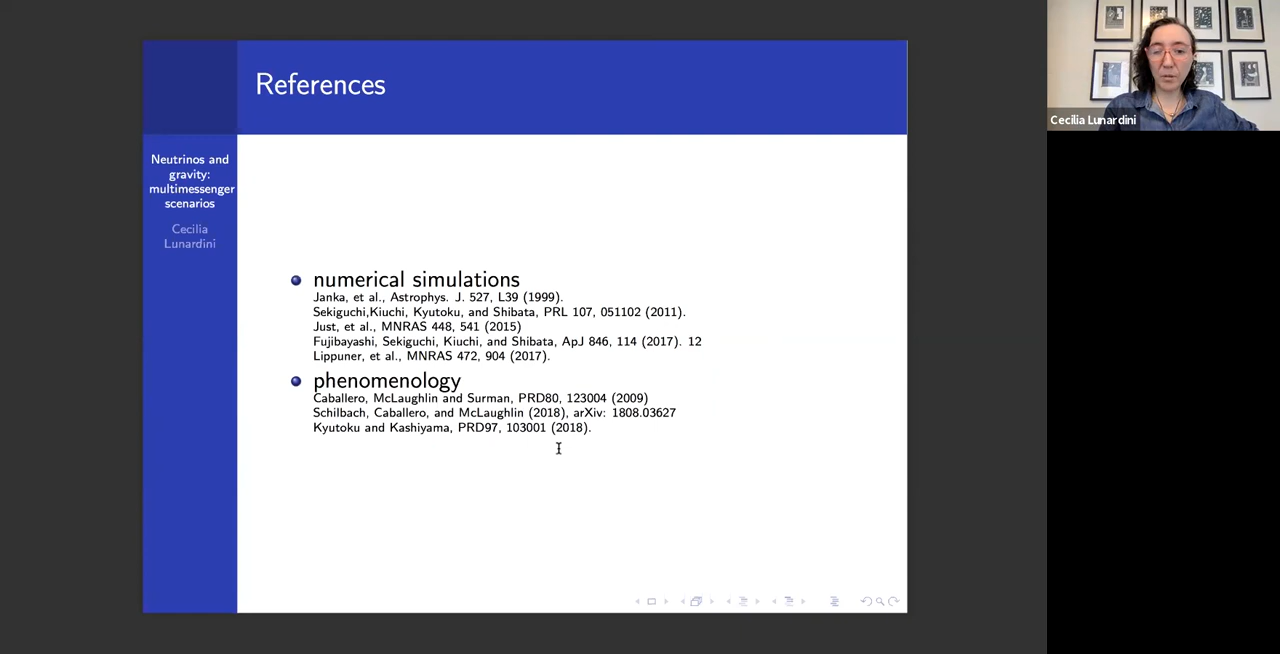 References
Neutrinos and
gravity:
multimessenger
scenarios
Cecilia
Lunardini
numerical simulations
Janka, et al., Astrophys. J. 527, L39 (1999).
Sekiguchi,Kiuchi, Kyutoku, and Shibata, PRL 107, 051102 (2011).
Just, et al., MNRAS 448, 541 (2015)
Fujibayashi, Sekiguchi, Kiuchi, and Shibata, ApJ 846, 114 (2017). 12
Lippuner, et al., MNRAS 472, 904 (2017).
phenomenology
Caballero, McLaughlin and Surman, PRD80, 123004 (2009)
Schilbach, Caballero, and McLaughlin (2018), arXiv: 1808.03627
Kyutoku and Kashiyama, PRD97, 103001 (2018).
Cecilia Lunardini